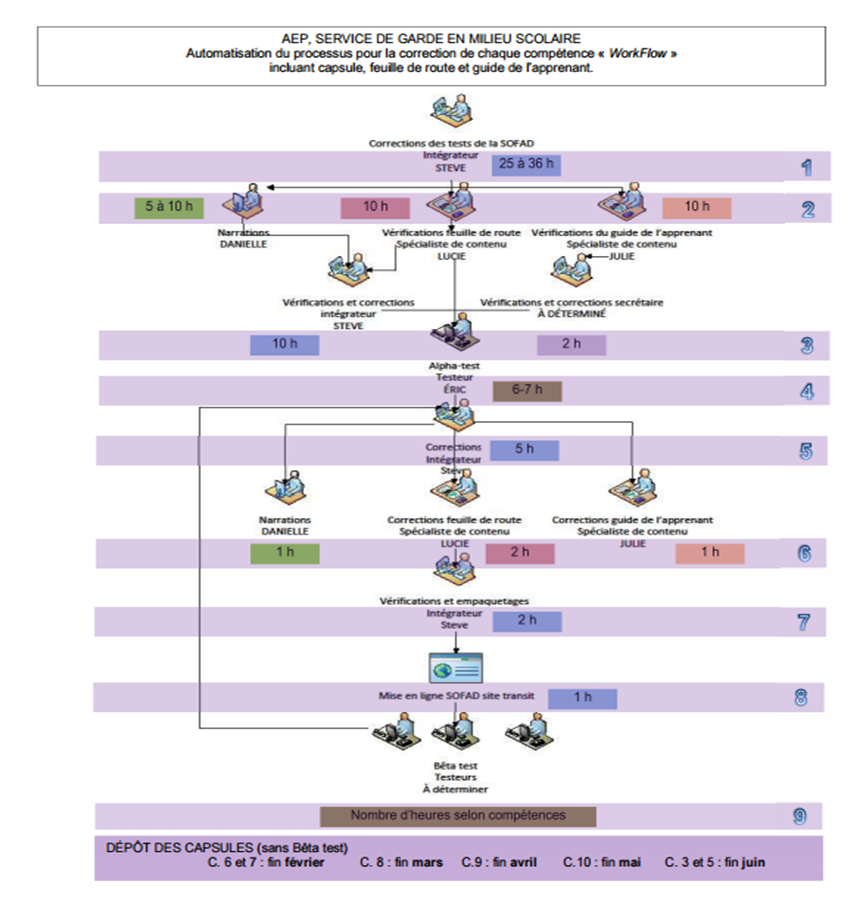 AEP, SERVICE DE GARDE EN MILIEU SCOLAIRE
Automatisation du processus pour la correction de chaque compétence « WorkFlow »
incluant capsule, feuille de route et guide de l'apprenant.
Corrections des tests de la SOFAD
Intégrateur
STEVE
25 à 36 h
1
5 à 10 h
10 h
10 h
2
Narrations
DANIELLE
Vérifications feuille de route
Spécialiste de contenu
LUCIE
Vérifications du guide de l'apprenant
Spécialiste de contenu
JULIE
Vérifications et corrections
intégrateur
STEVE
Vérifications et corrections secrétaire
À DÉTERMINÉ
10 h
2 h
3
Alpha-test
Testeur
ÉRIC
6-7 h
4
Corrections
Intégrateur
Steve
5 h
5
Narrations
DANIELLE
Corrections feuille de route
Spécialiste de contenu
LUCIE
Corrections guide de l'apprenant
Spécialiste de contenu
JULIE
1 h
2 h
1 h
6
Vérifications et empaquetages
Intégrateur
Steve
2 h
7
Mise en ligne SOFAD site transit
1 h
8
Bêta test
Testeurs
À déterminer
Nombre d'heures selon compétences
9
DÉPÔT DES CAPSULES (sans Bêta test)
C. 6 et 7 : fin février C. 8 : fin mars C.9 : fin avril C.10 : fin mai C. 3 et 5 : fin juin